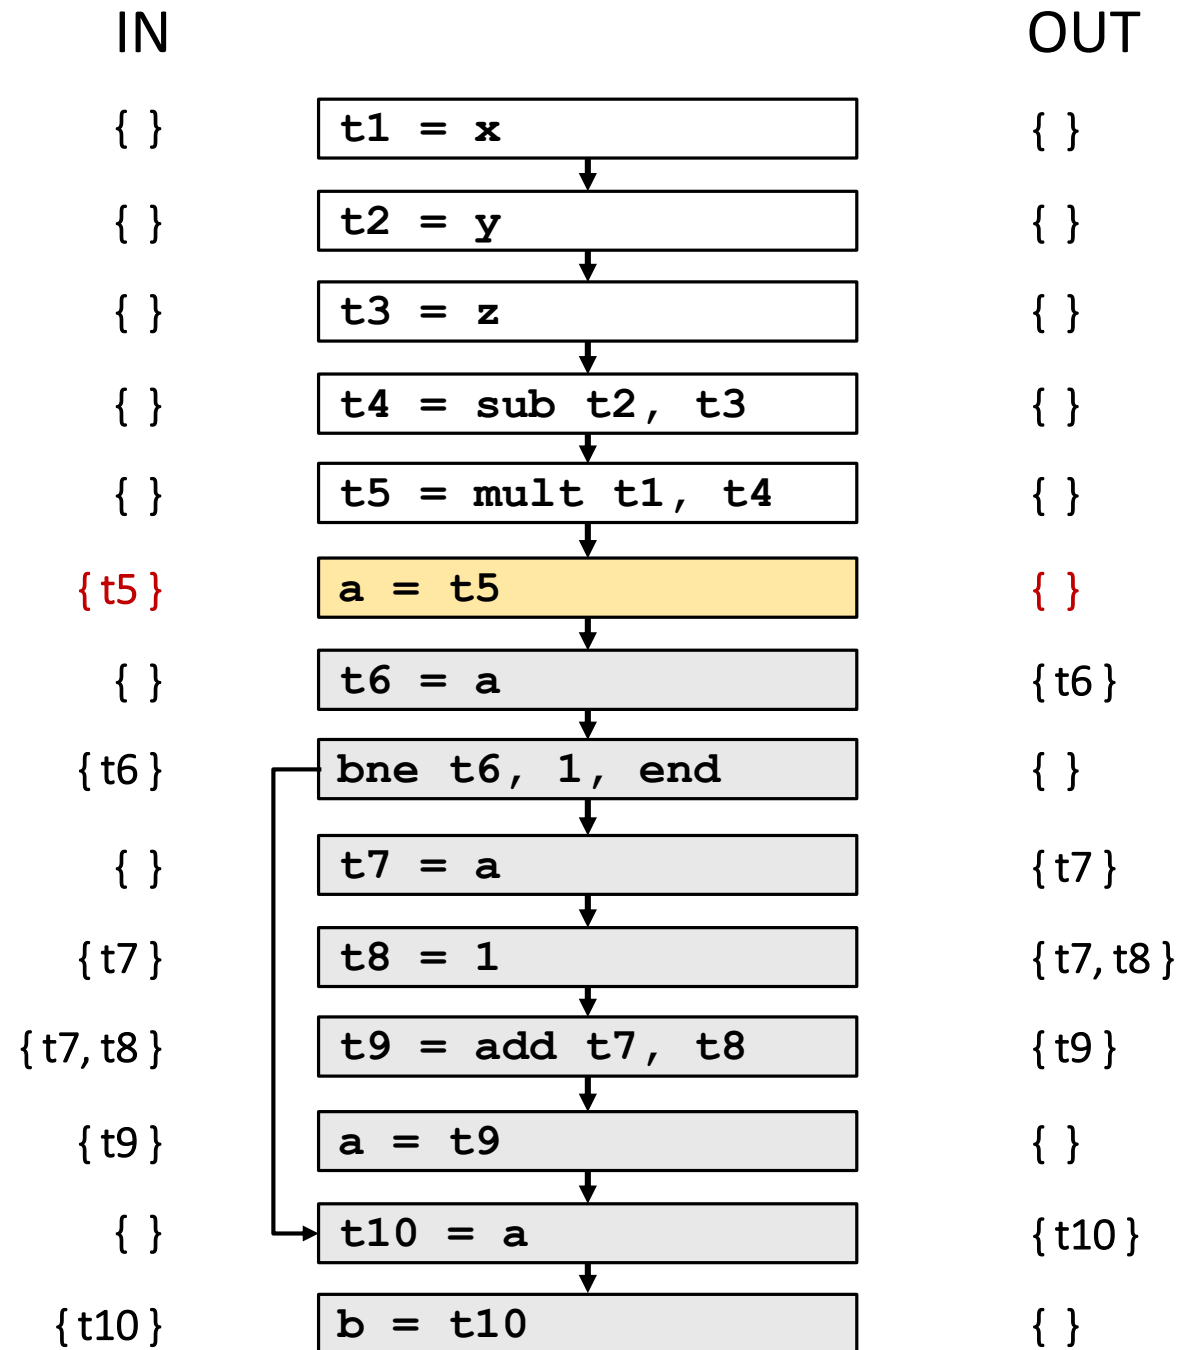 IN OUT
{ } t1 = x { }
{ } t2 = y { }
{ } t3 = z { }
{ } t4 = sub t2, t3 { }
{ } t5 = mult t1, t4 { }
{ t5 } a = t5 { }
{ } t6 = a { t6 }
{ t6 } bne t6, 1, end { }
{ } t7 = a { t7 }
{ t7 } t8 = 1 { t7, t8 }
{ t7, t8 } t9 = add t7, t8 { t9 }
{ t9 } a = t9 { }
{ } t10 = a { t10 }
{ t10 } b = t10 { }